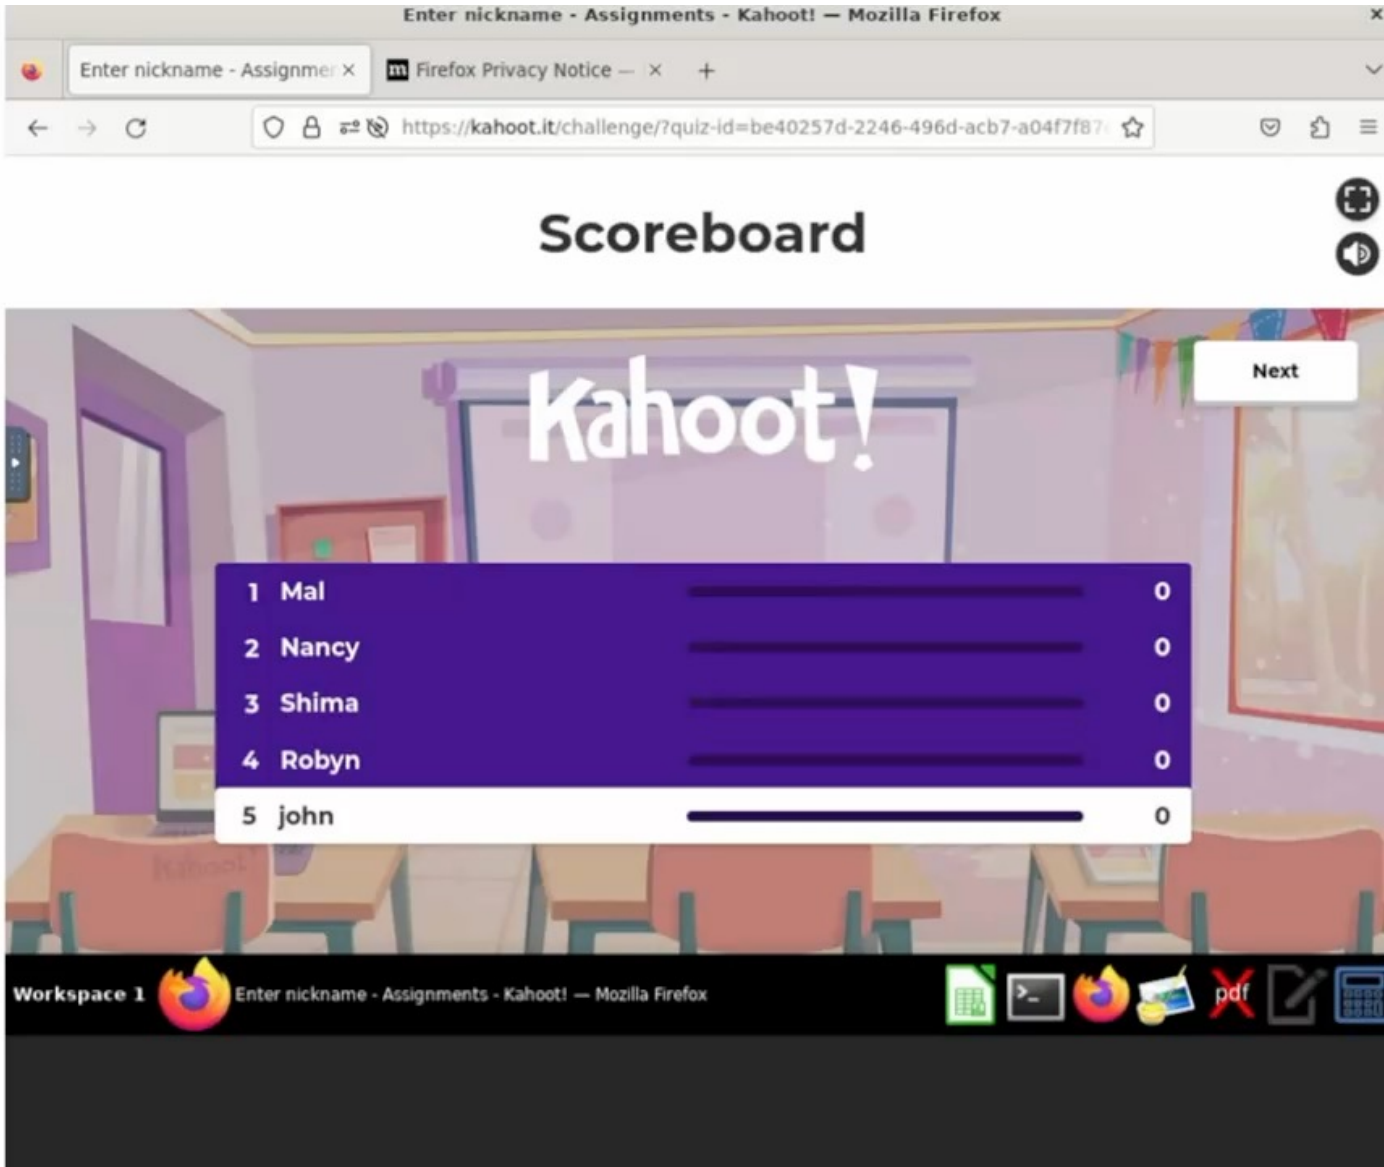 Enter nickname - Assignments - Kahoot! — Mozilla Firefox
Enter nickname - Assignmer
Firefox Privacy Notice —
https://kahoot.it/challenge/?quiz-id=be40257d-2246-496d-acb7-a04f7f87
Scoreboard
Next
Kahoot!
1 Mal 0
2 Nancy 0
3 Shima 0
4 Robyn 0
5 john 0
Kahoot!
Workspace 1
Enter nickname - Assignments - Kahoot! — Mozilla Firefox
pdf